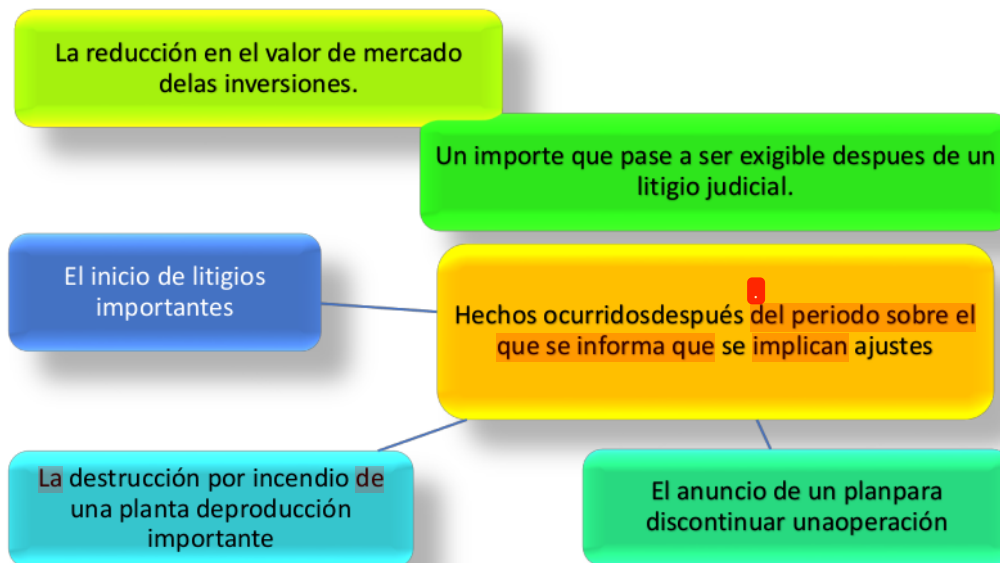 La reducción en el valor de mercado
delas inversiones.
Un importe que pase a ser exigible despues de un
litigio judicial.
El inicio de litigios
importantes
.
Hechos ocurridosdespués del periodo sobre el
que se informa que se implican ajustes
La destrucción por incendio de
una planta deproducción
importante
El anuncio de un planpara
discontinuar unaoperación